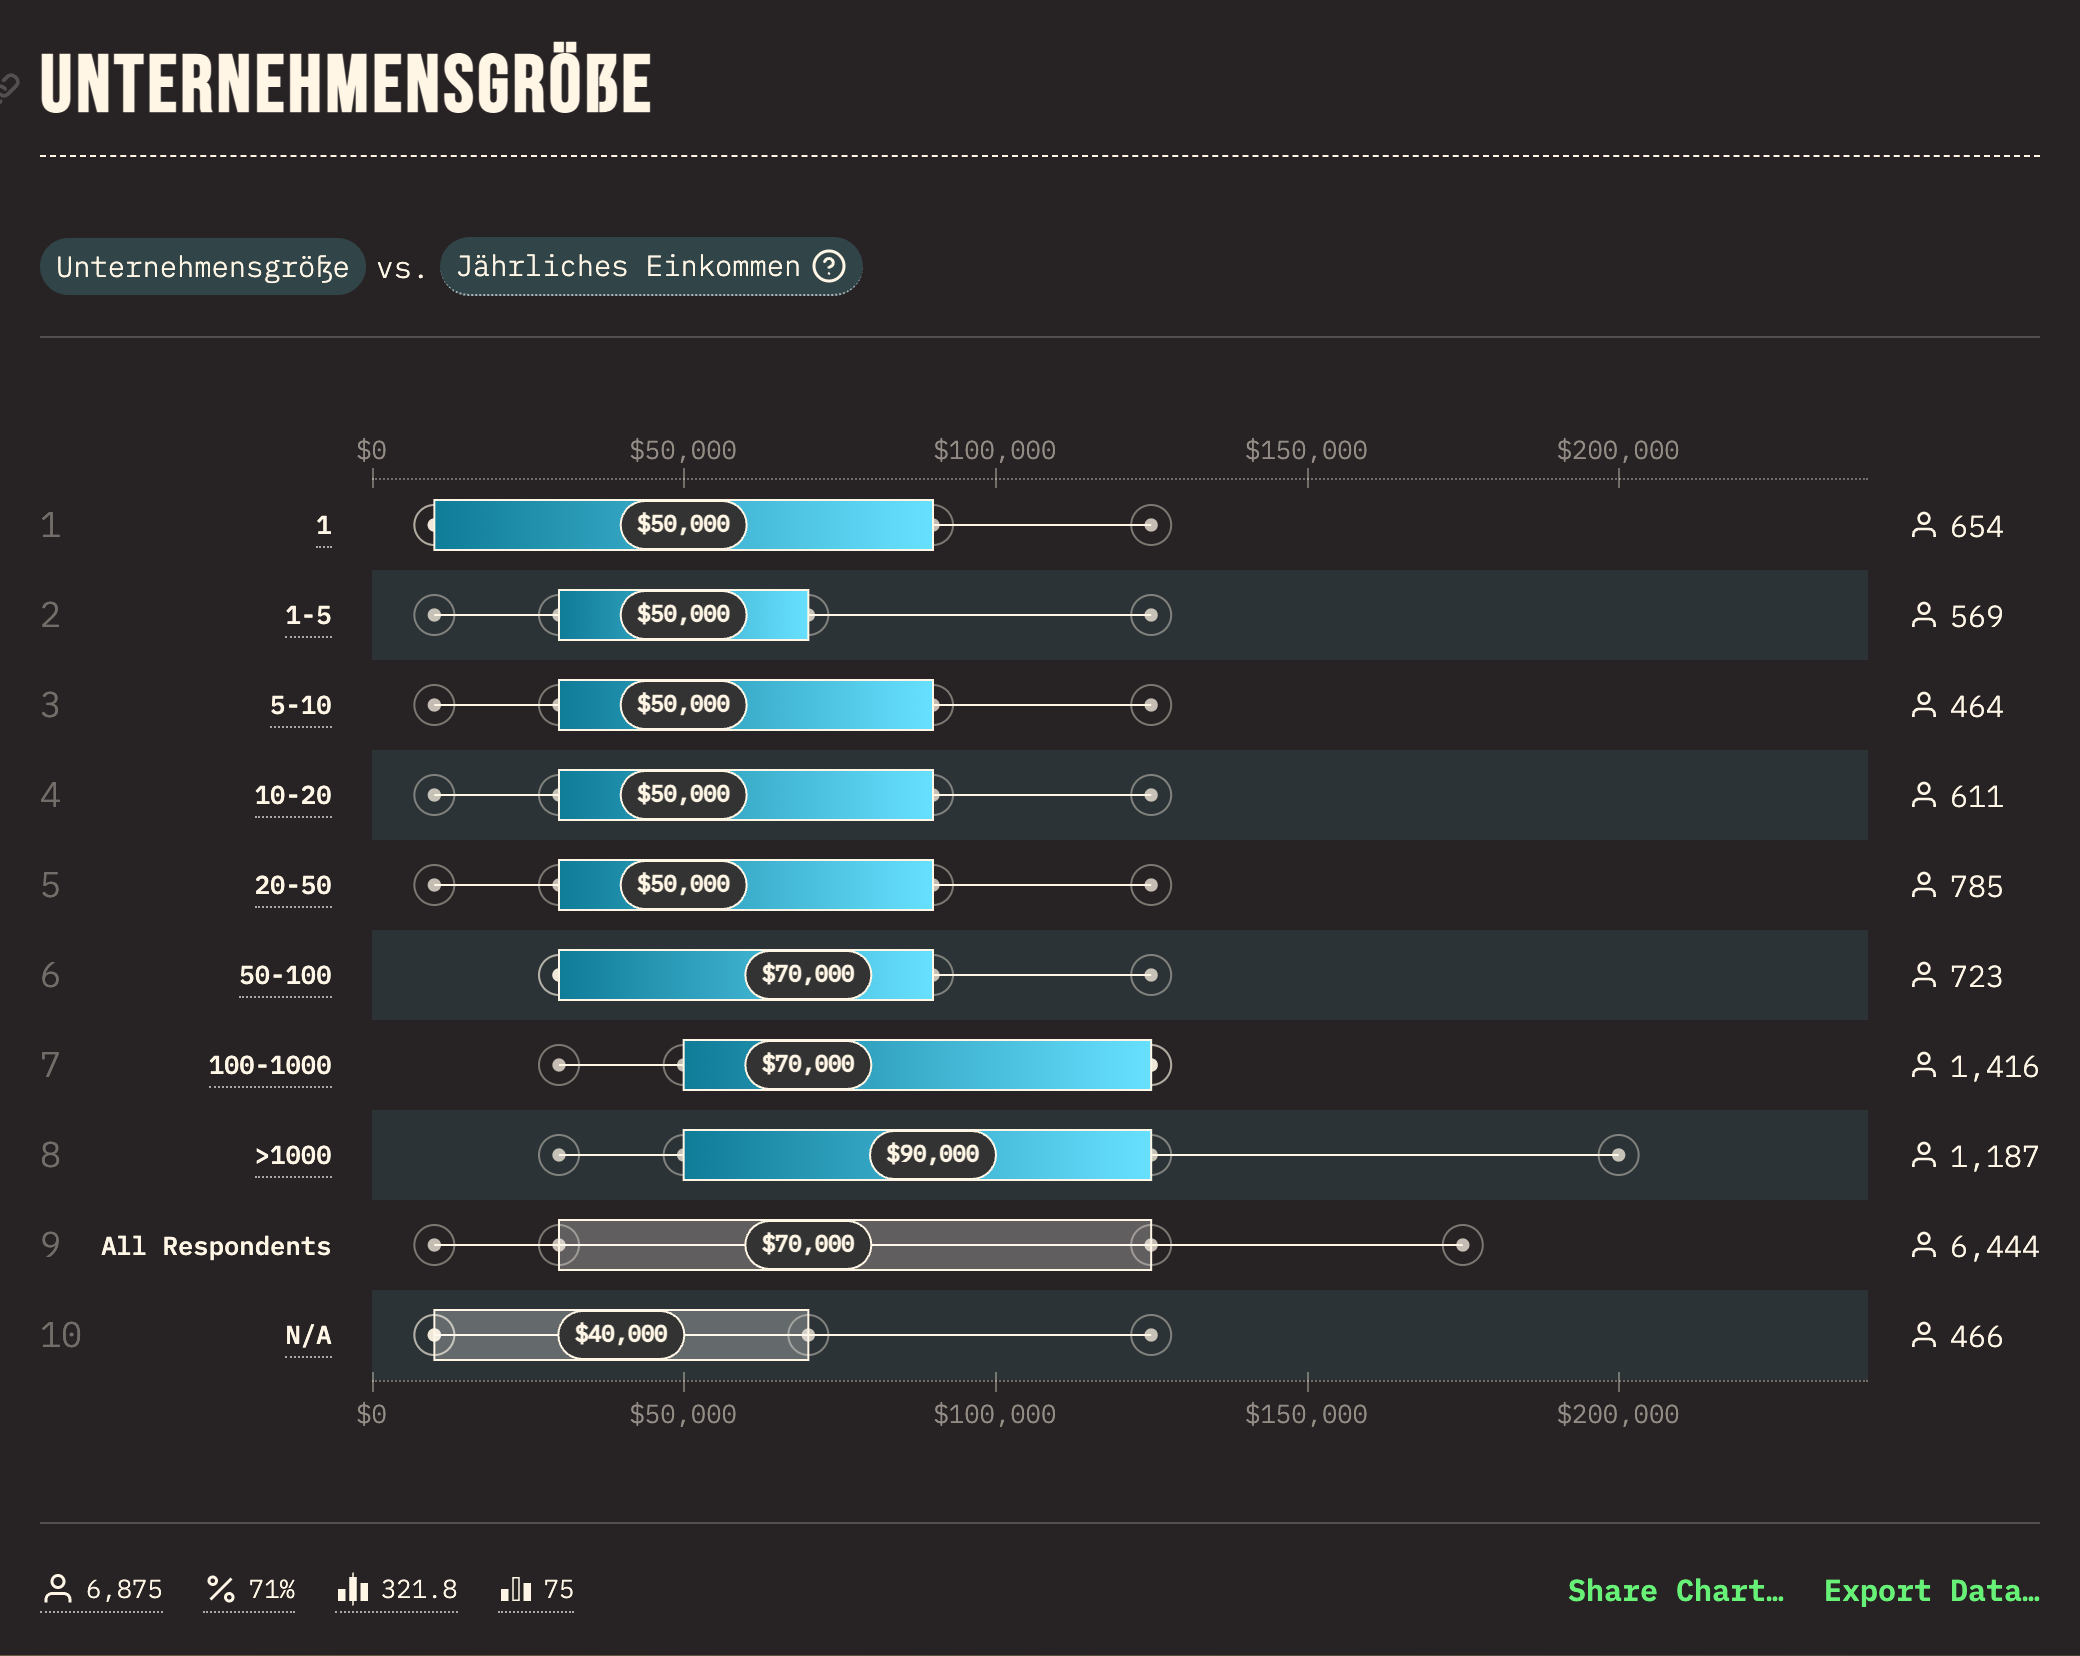 UNTERNEHMENSGRÖßE
Unternehmensgröße vs. Jährliches Einkommen ?
$0 $50,000 $100,000 $150,000 $200,000
1 1 $50,000 654
2 1-5 $50,000 569
3 5-10 $50,000 464
4 10-20 $50,000 611
5 20-50 $50,000 785
6 50-100 $70,000 723
7 100-1000 $70,000 1,416
8 >1000 $90,000 1,187
9 All Respondents $70,000 6,444
10 N/A $40,000 466
$0 $50,000 $100,000 $150,000 $200,000
6,875 % 71% 321.8 75 Share Chart… Export Data…